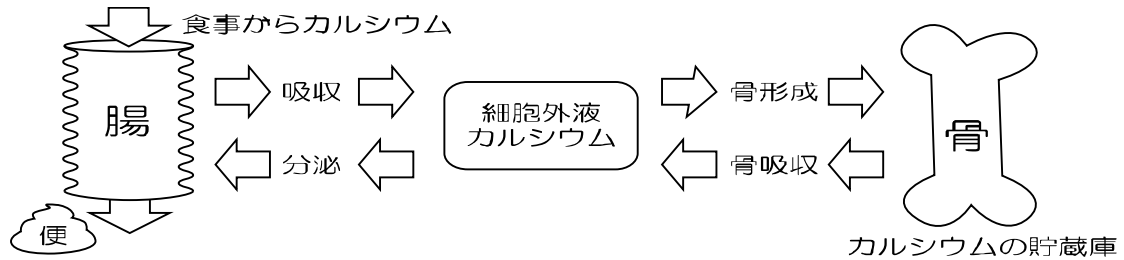 食事からカルシウム
腸
便
吸収
分泌
細胞外液
カルシウム
骨形成
骨吸収
骨
カルシウムの貯蔵庫